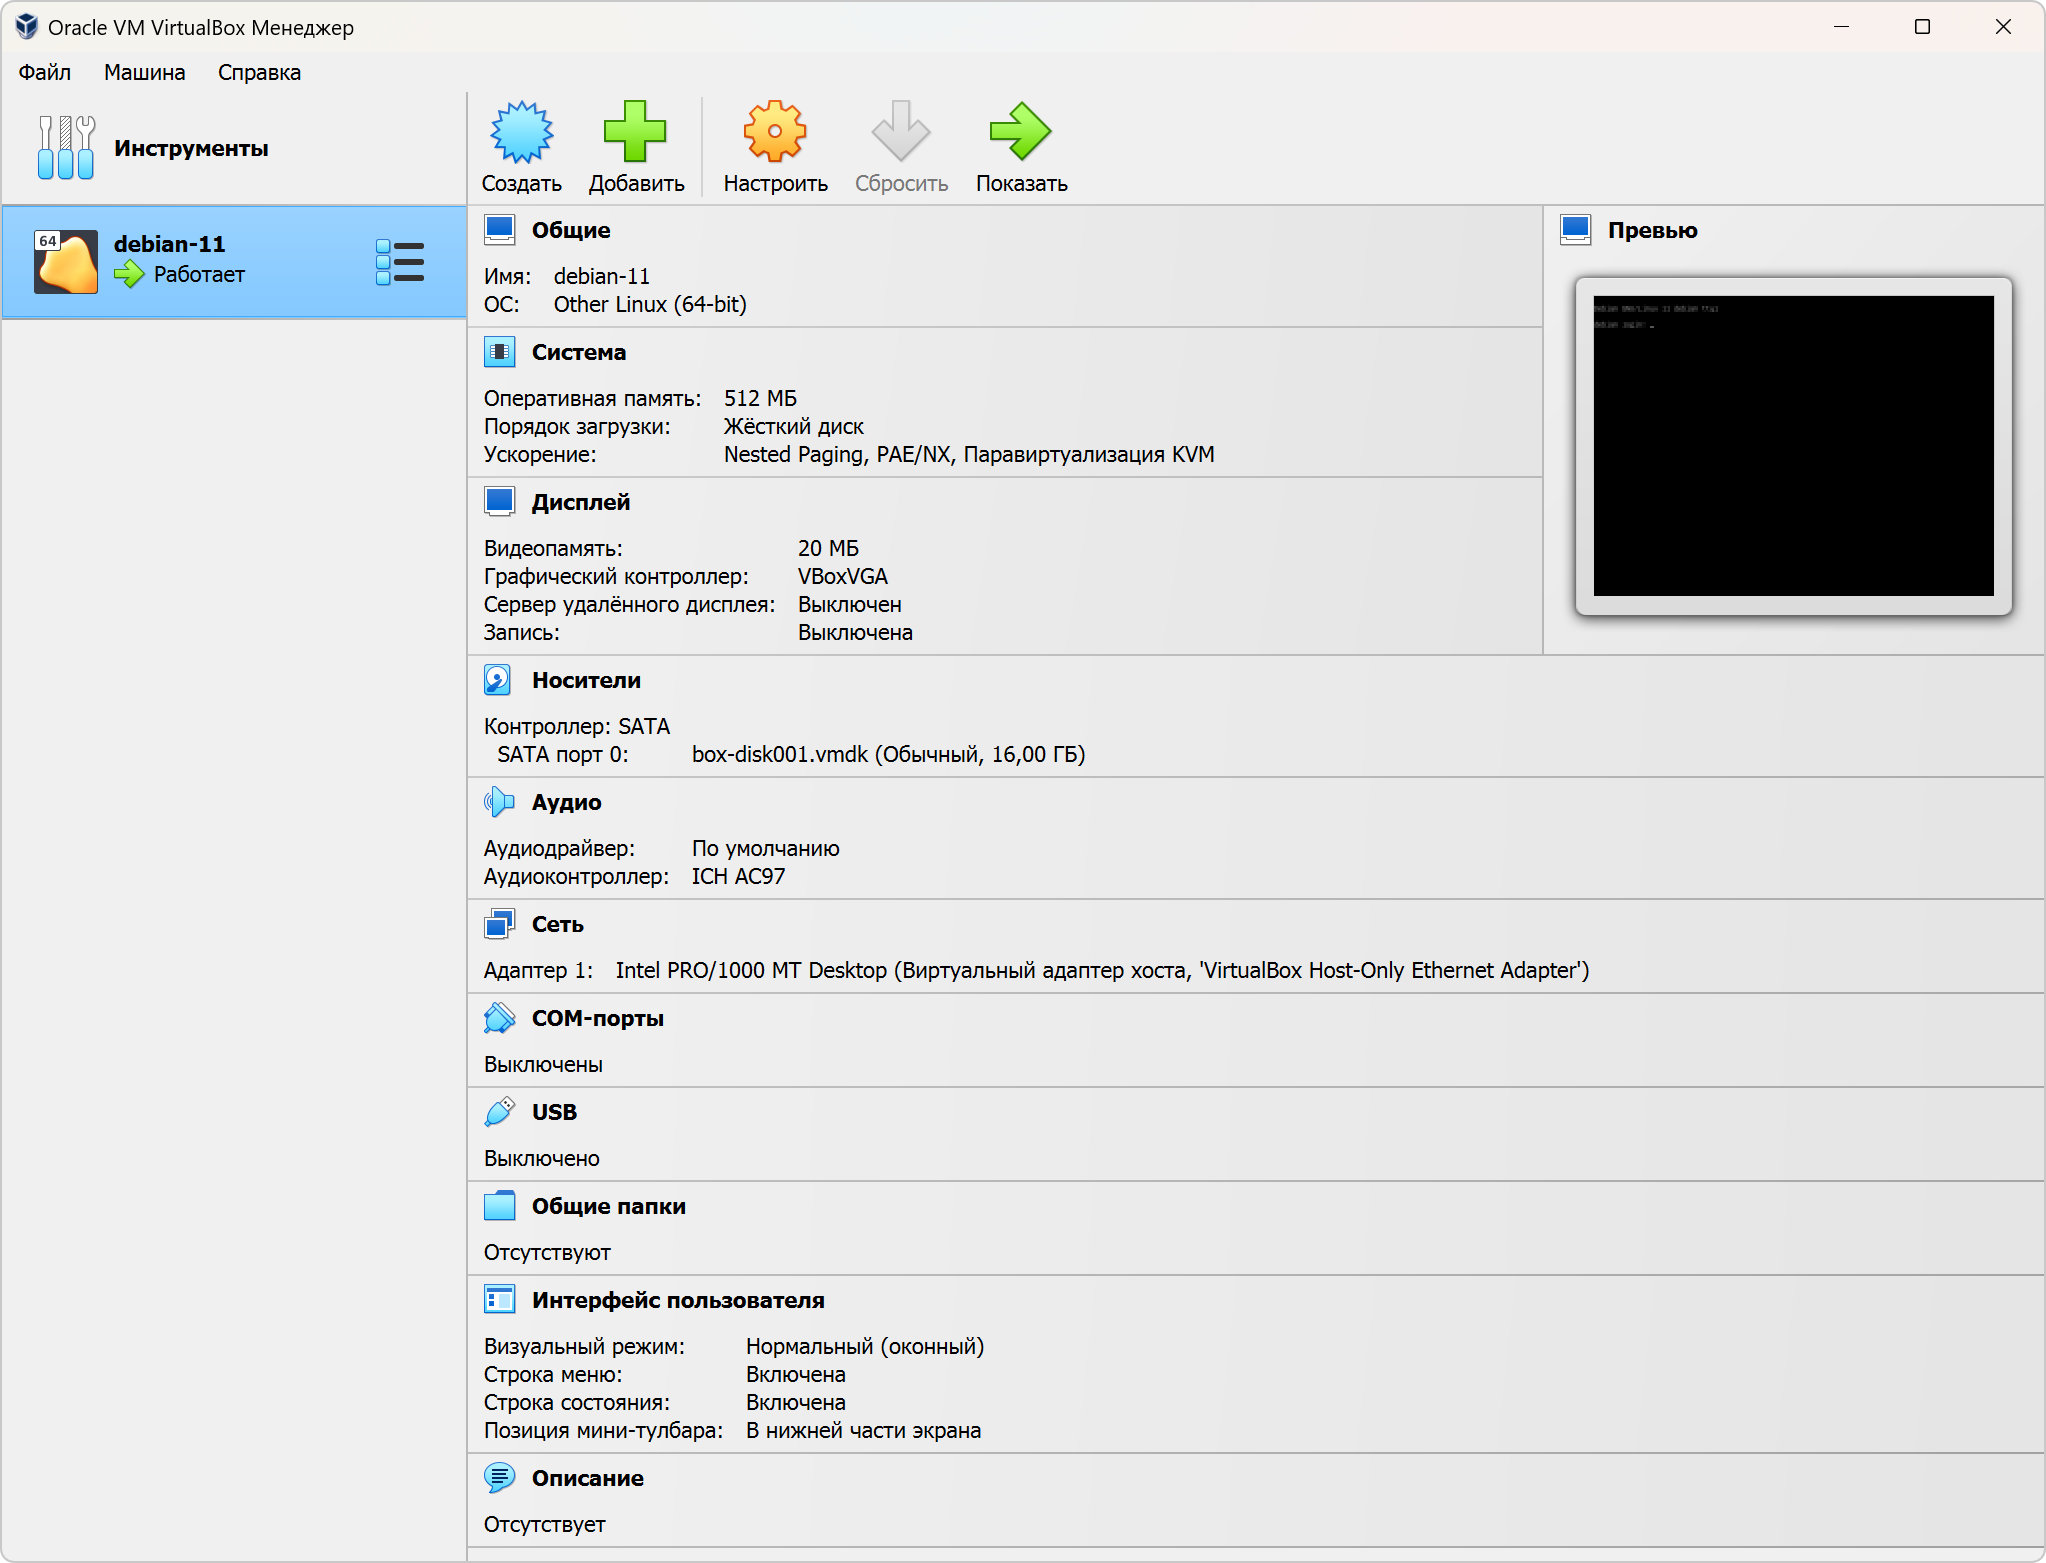 Oracle VM VirtualBox Менеджер
Файл Машина Справка
Инструменты
Создать Добавить Настроить Сбросить Показать
64
debian-11
Работает
Общие
Имя: debian-11
ОС: Other Linux (64-bit)
Система
Оперативная память: 512 МБ
Порядок загрузки: Жёсткий диск
Ускорение: Nested Paging, PAE/NX, Паравиртуализация KVM
Дисплей
Видеопамять: 20 МБ
Графический контроллер: VBoxVGA
Сервер удалённого дисплея: Выключен
Запись: Выключена
Превью
Носители
Контроллер: SATA
SATA порт 0: box-disk001.vmdk (Обычный, 16,00 ГБ)
Аудио
Аудиодрайвер: По умолчанию
Аудиоконтроллер: ICH AC97
Сеть
Адаптер 1: Intel PRO/1000 MT Desktop (Виртуальный адаптер хоста, 'VirtualBox Host-Only Ethernet Adapter')
COM-порты
Выключены
USB
Выключено
Общие папки
Отсутствуют
Интерфейс пользователя
Визуальный режим: Нормальный (оконный)
Строка меню: Включена
Строка состояния: Включена
Позиция мини-тулбара: В нижней части экрана
Описание
Отсутствует